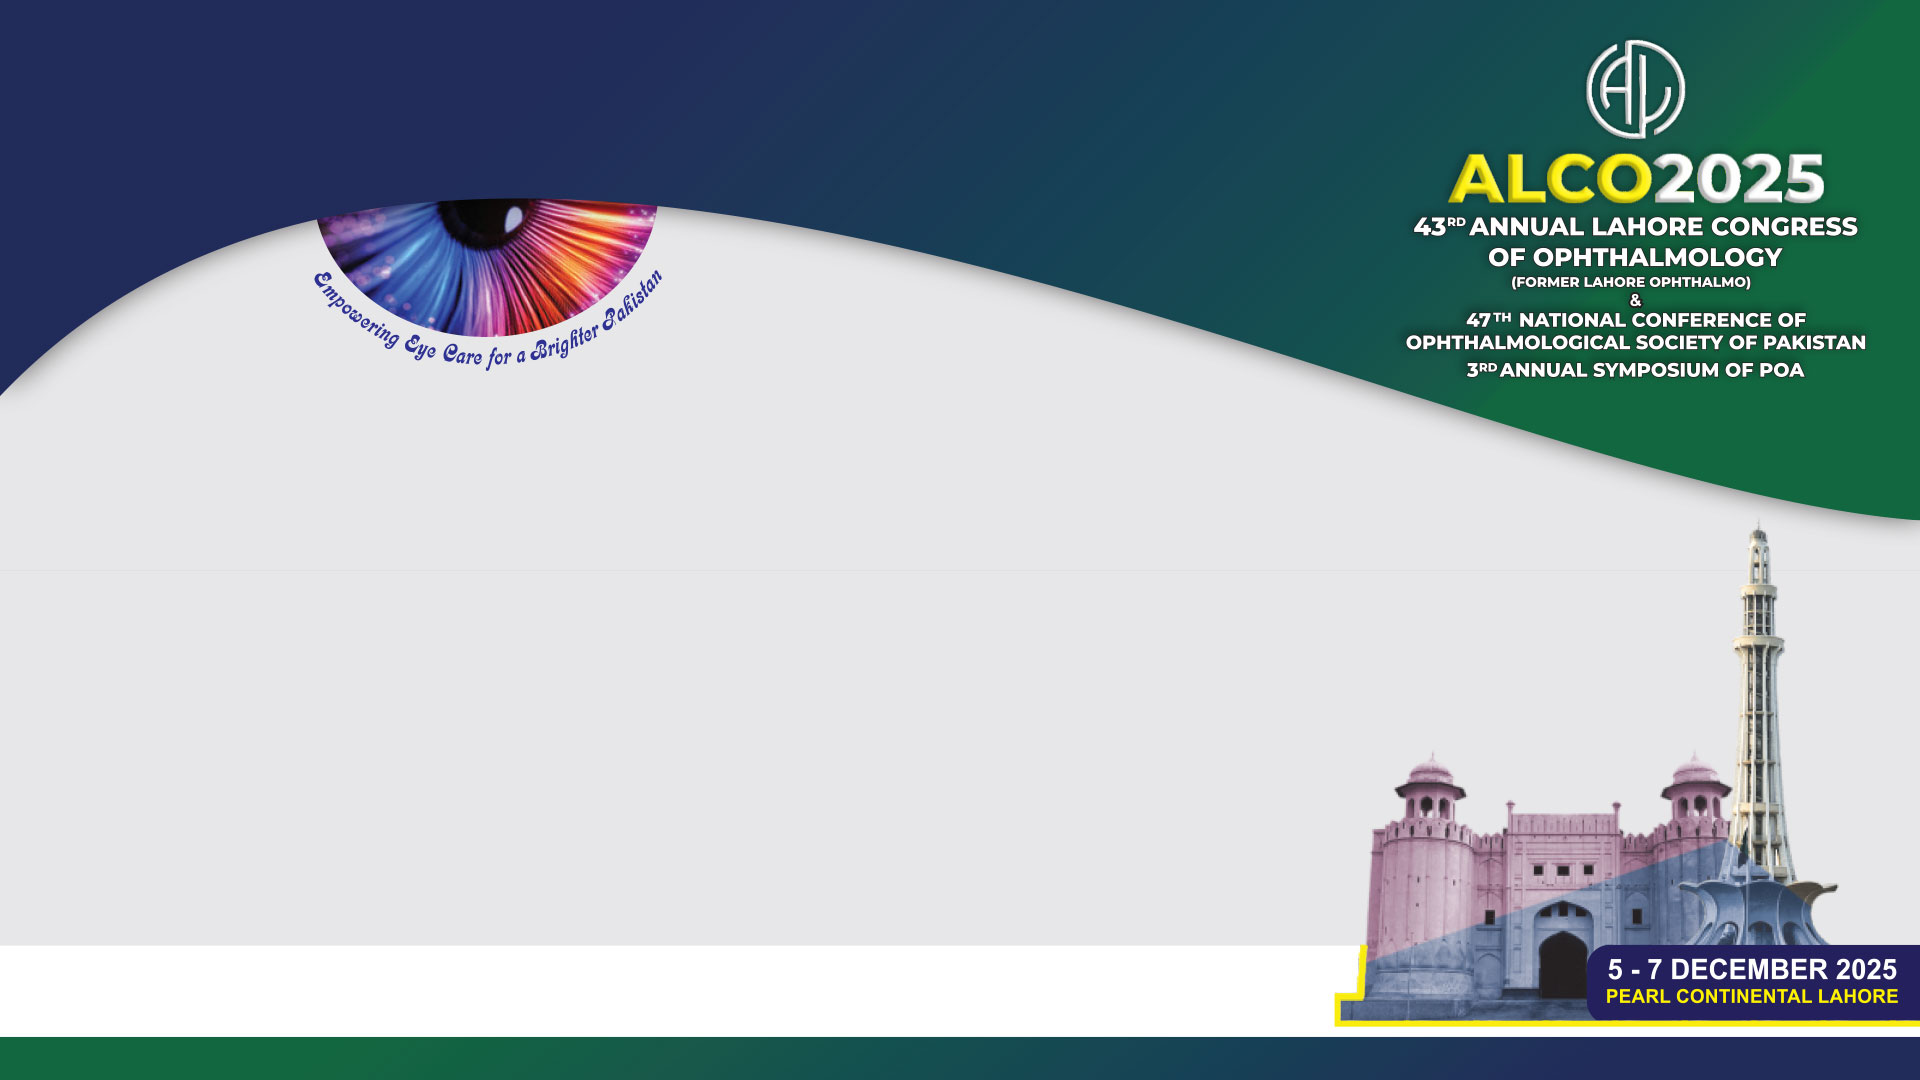 ALCO2025
43RD ANNUAL LAHORE CONGRESS
OF OPHTHALMOLOGY
(FORMER LAHORE OPHTHALMO)
&
47TH NATIONAL CONFERENCE OF
OPHTHALMOLOGICAL SOCIETY OF PAKISTAN
3RD ANNUAL SYMPOSIUM OF POA
Empowering Eye Care for a Brighter Pakistan
5 - 7 DECEMBER 2025
PEARL CONTINENTAL LAHORE